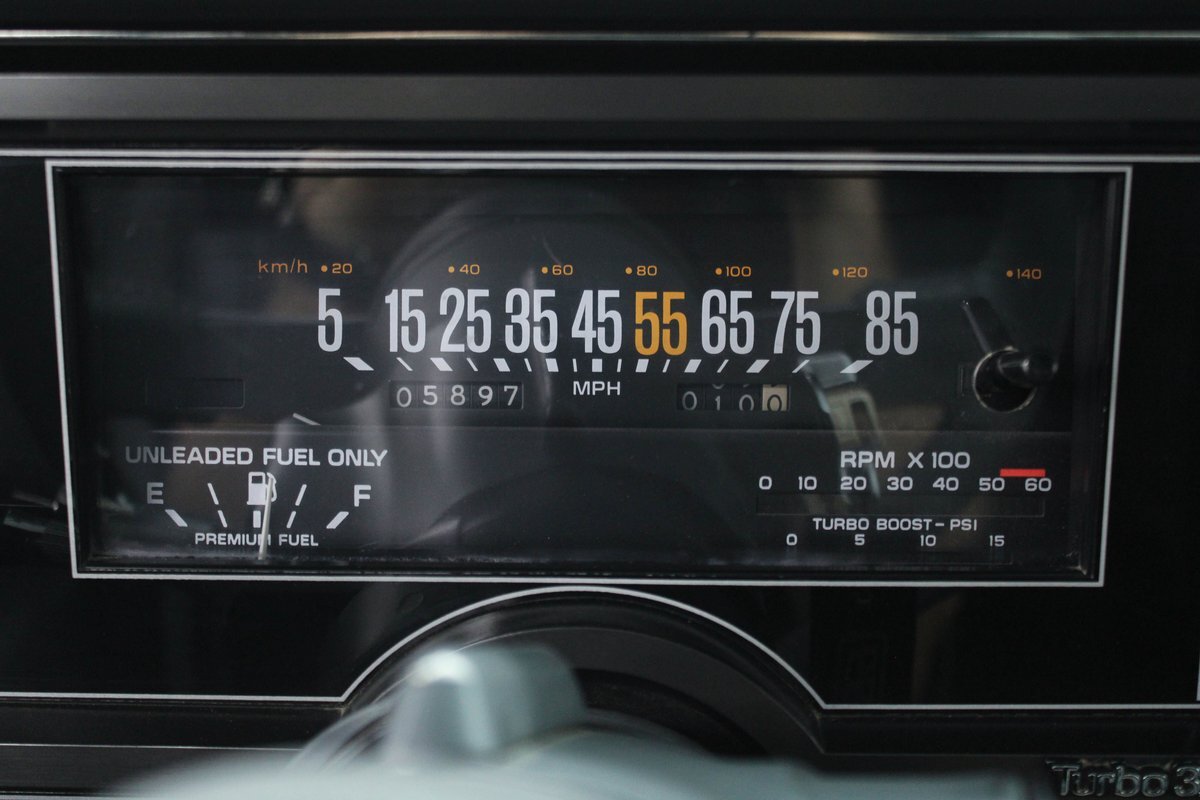 km/h 20 40 60 80 100 120 140
5 15 25 35 45 55 65 75 85
MPH
05897
0100
UNLEADED FUEL ONLY
E F
PREMIUM FUEL
RPM X 100
0 10 20 30 40 50 60
TURBO BOOST - PSI
0 5 10 15
Turbo 3